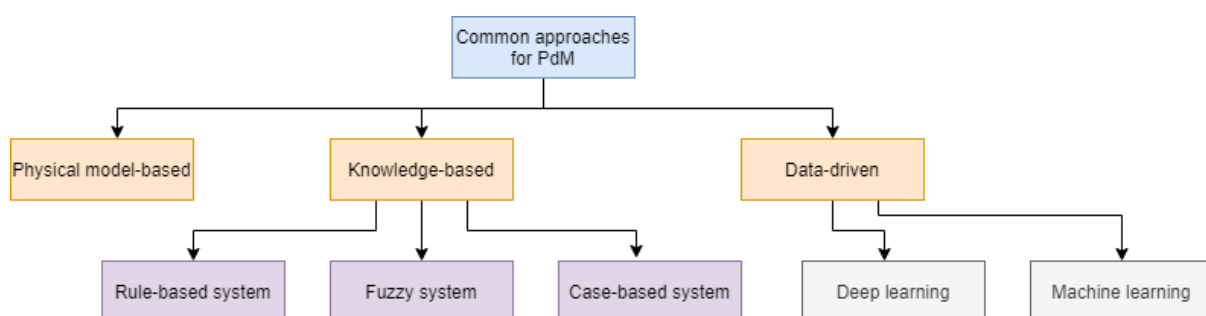 Common approaches
for PdM
Physical model-based
Knowledge-based
Data-driven
Rule-based system
Fuzzy system
Case-based system
Deep learning
Machine learning